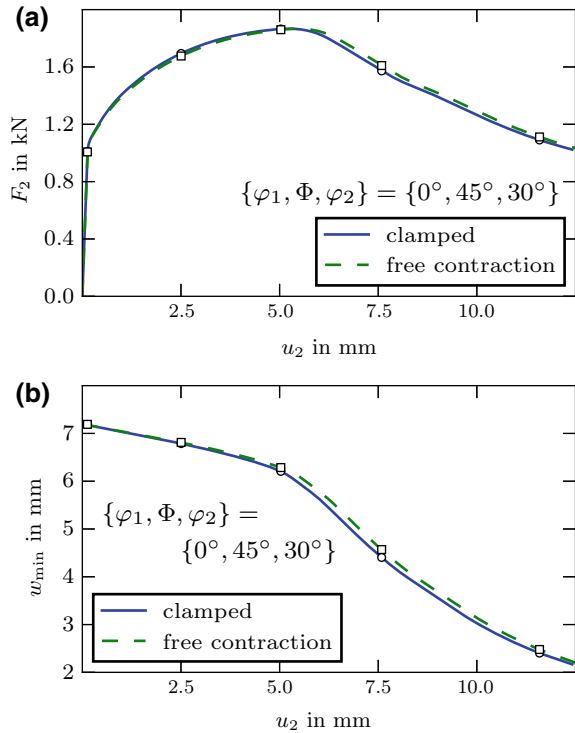 (a)
1.6
1.2
0.8
0.4
0.0
F₂ in kN
{φ₁, Φ, φ₂} = {0°, 45°, 30°}
clamped
free contraction
2.5 5.0 7.5 10.0
u₂ in mm
(b)
7
6
5
4
3
2
w_min in mm
{φ₁, Φ, φ₂} =
{0°, 45°, 30°}
clamped
free contraction
2.5 5.0 7.5 10.0
u₂ in mm